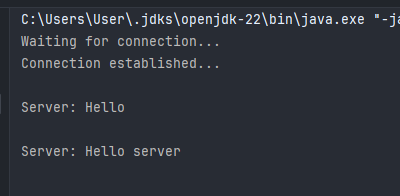 C:\Users\User\.jdks\openjdk-22\bin\java.exe "-ja
Waiting for connection...
Connection established...
Server: Hello
Server: Hello server